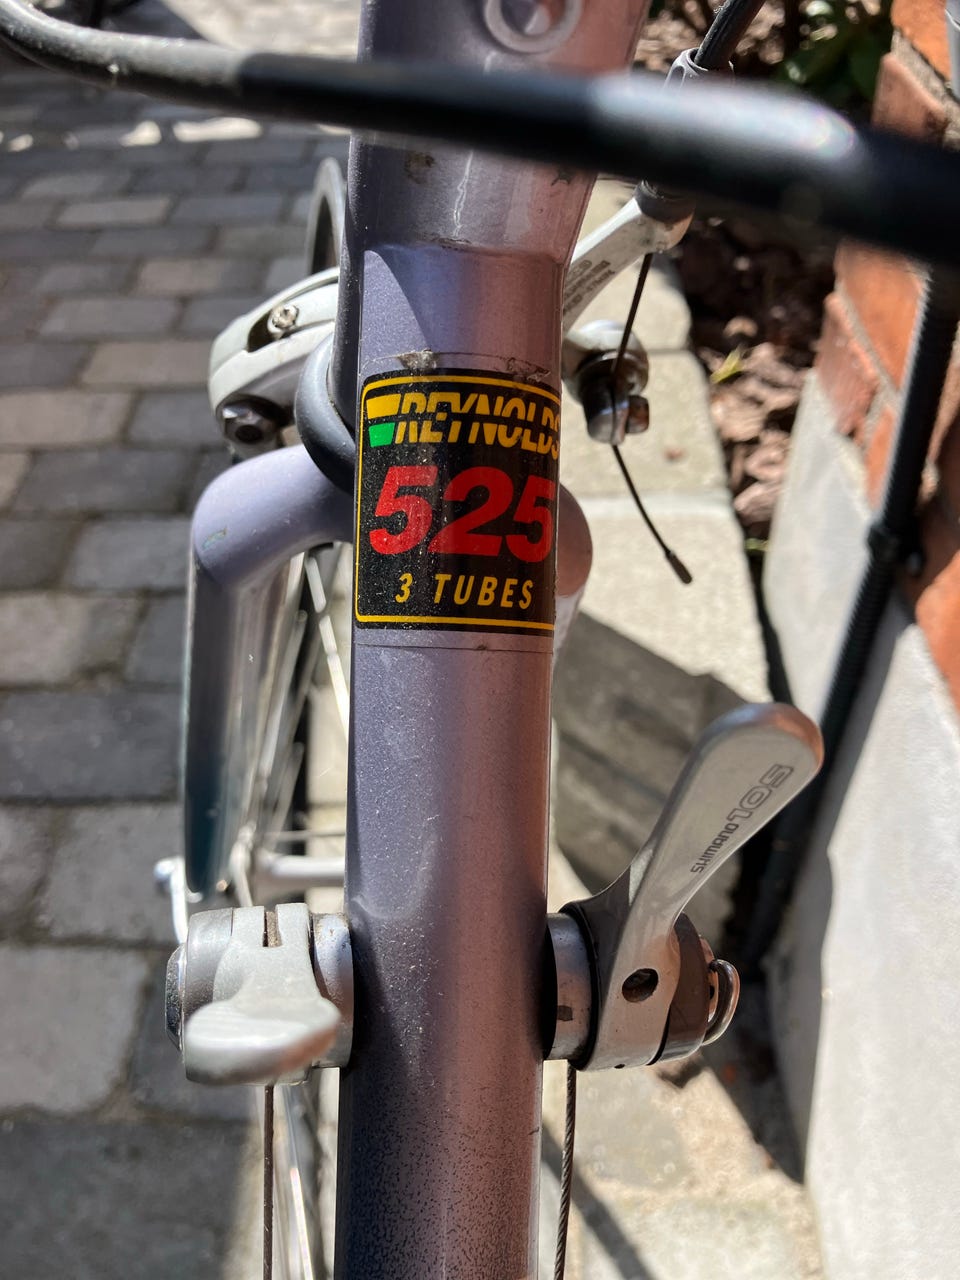 REYNOLDS
525
3 TUBES
SHIMANO 105